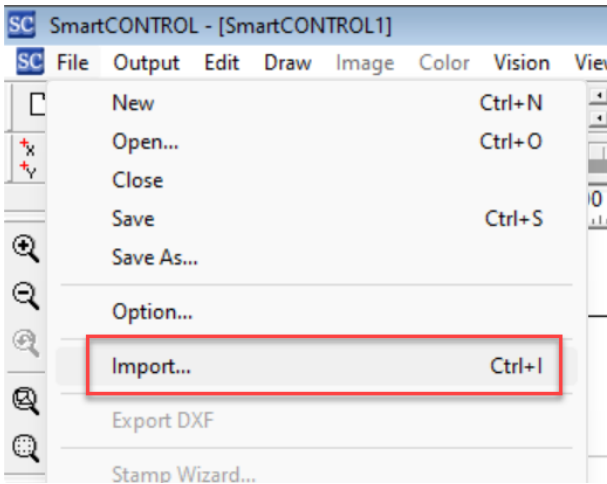 SC SmartCONTROL - [SmartCONTROL1]
SC File Output Edit Draw Image Color Vision
New Ctrl+N
Open... Ctrl+O
Close
Save Ctrl+S
Save As...
Option...
Import... Ctrl+I
Export DXF
Stamp Wizard...
X
Y